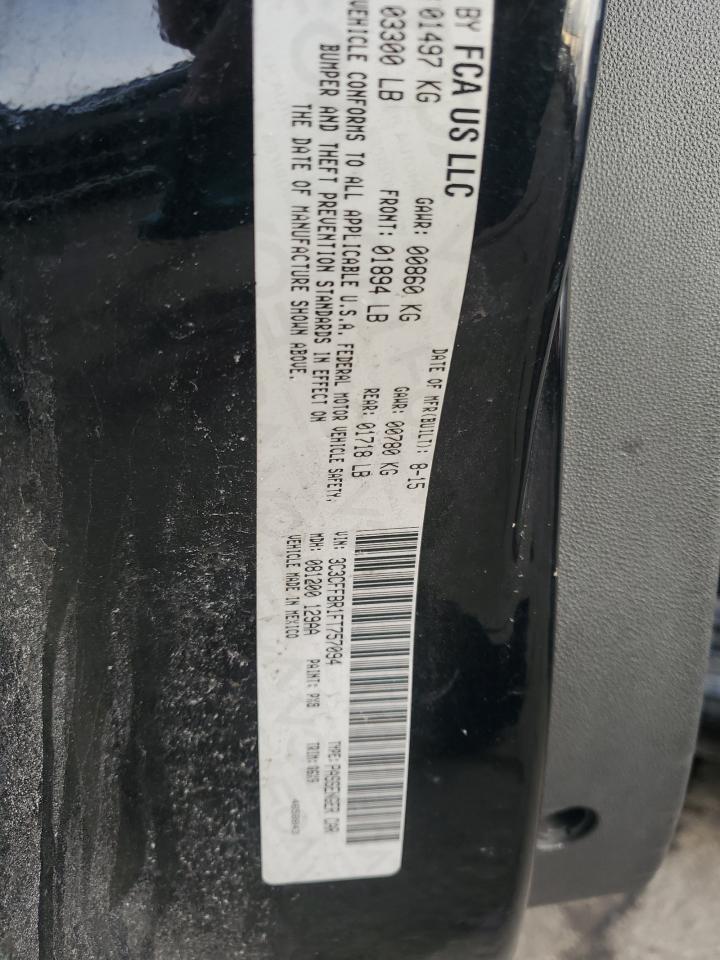 BY FCA US LLC
DATE OF MFR(BUILT): 8-15
01497 KG GAWR: 00860 KG GAWR: 00780 KG
03300 LB FRONT: 01894 LB REAR: 01718 LB
VEHICLE CONFORMS TO ALL APPLICABLE U.S.A. FEDERAL MOTOR VEHICLE SAFETY,
BUMPER AND THEFT PREVENTION STANDARDS IN EFFECT ON
THE DATE OF MANUFACTURE SHOWN ABOVE.
VIN: 3C3CFFBR1FT757094 TYPE: PASSENGER CAR
MDH: 081200 129AA PAINT: PX8 TRIM: 06X9
VEHICLE MADE IN MEXICO